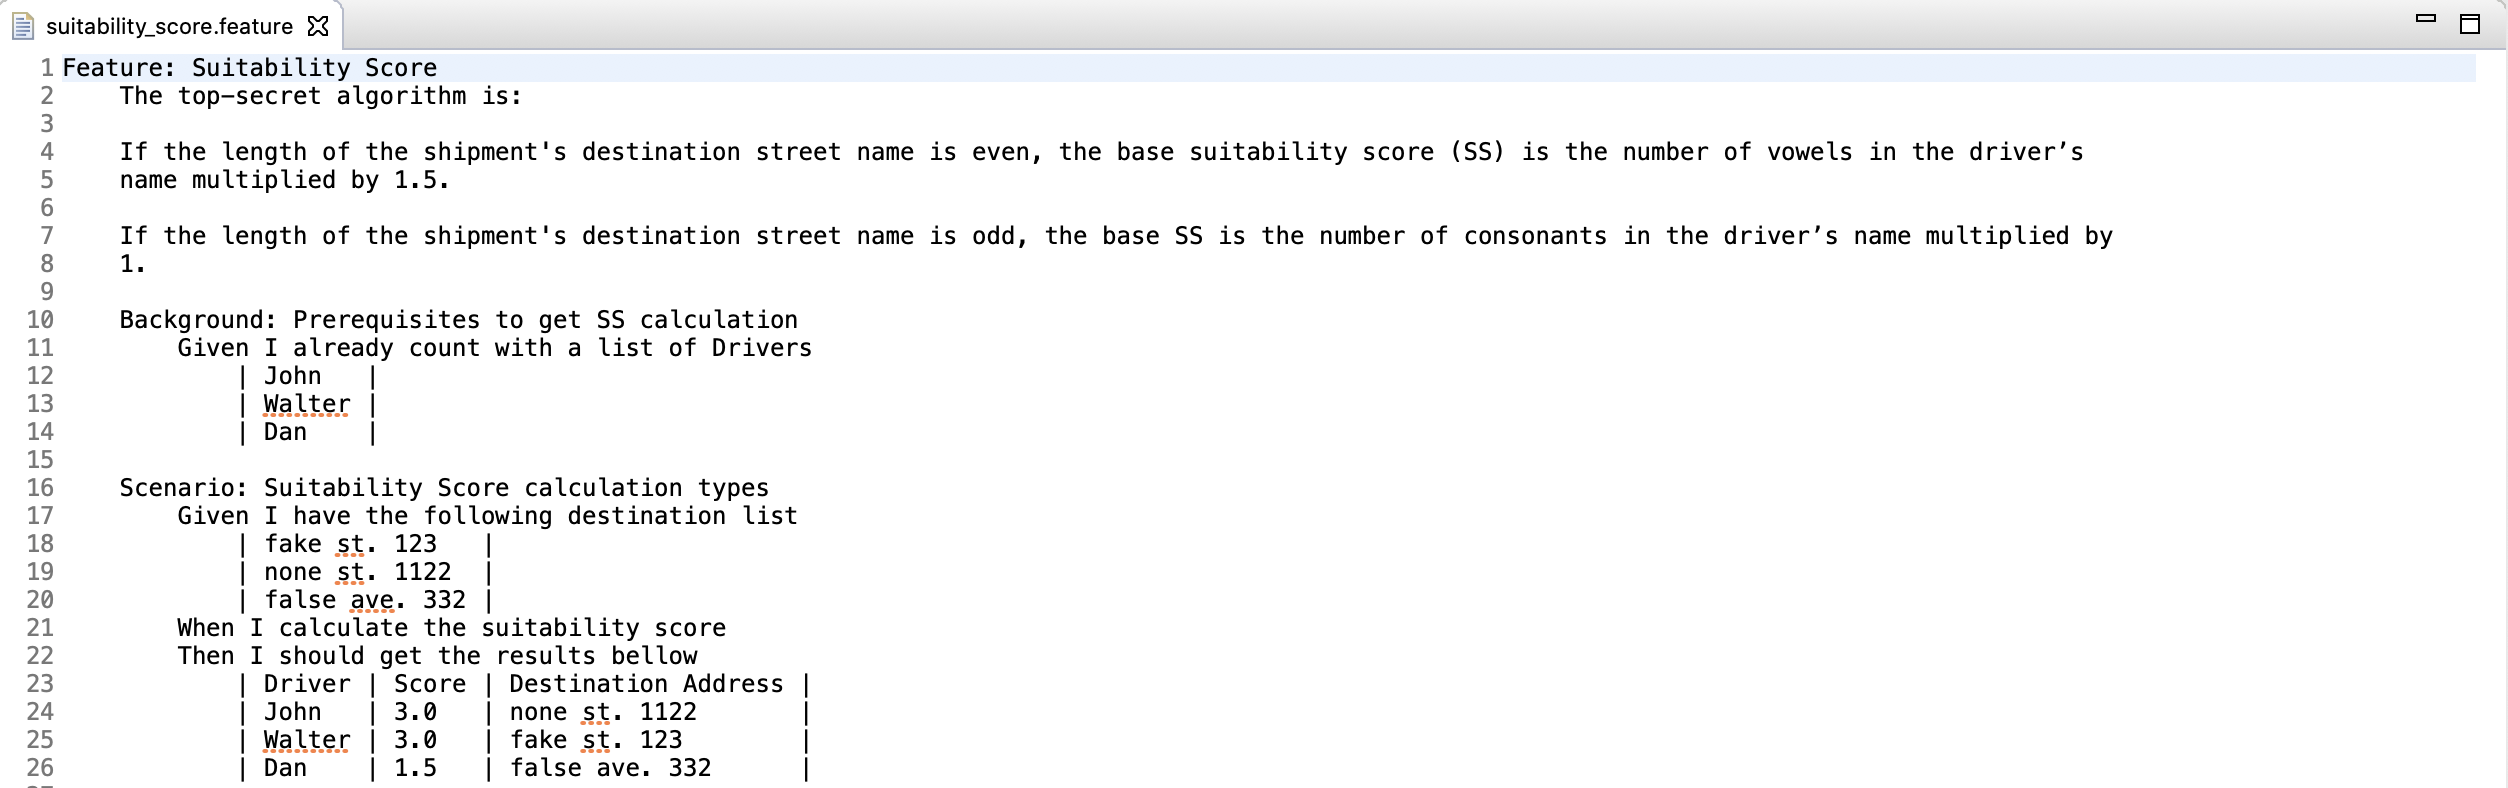 suitability_score.feature
1 Feature: Suitability Score
2 The top-secret algorithm is:
3
4 If the length of the shipment's destination street name is even, the base suitability score (SS) is the number of vowels in the driver’s
5 name multiplied by 1.5.
6
7 If the length of the shipment's destination street name is odd, the base SS is the number of consonants in the driver’s name multiplied by
8 1.
9
10 Background: Prerequisites to get SS calculation
11 Given I already count with a list of Drivers
12 | John |
13 | Walter |
14 | Dan |
15
16 Scenario: Suitability Score calculation types
17 Given I have the following destination list
18 | fake st. 123 |
19 | none st. 1122 |
20 | false ave. 332 |
21 When I calculate the suitability score
22 Then I should get the results bellow
23 | Driver | Score | Destination Address |
24 | John | 3.0 | none st. 1122 |
25 | Walter | 3.0 | fake st. 123 |
26 | Dan | 1.5 | false ave. 332 |